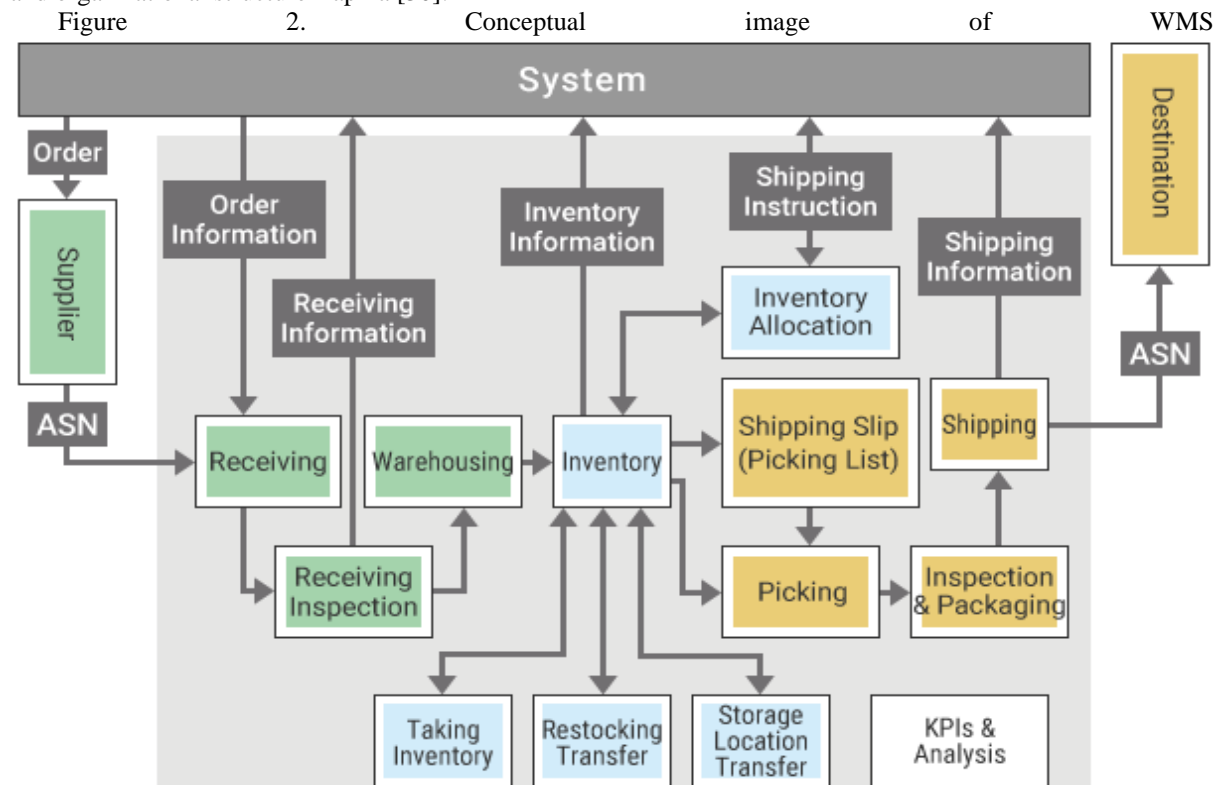 Figure 2. Conceptual image of WMS
System
Order
Supplier
ASN
Order
Information
Receiving
Information
Inventory
Information
Shipping
Instruction
Shipping
Information
Destination
ASN
Inventory
Allocation
Receiving
Warehousing
Inventory
Shipping Slip
(Picking List)
Shipping
Receiving
Inspection
Picking
Inspection
& Packaging
Taking
Inventory
Restocking
Transfer
Storage
Location
Transfer
KPIs &
Analysis